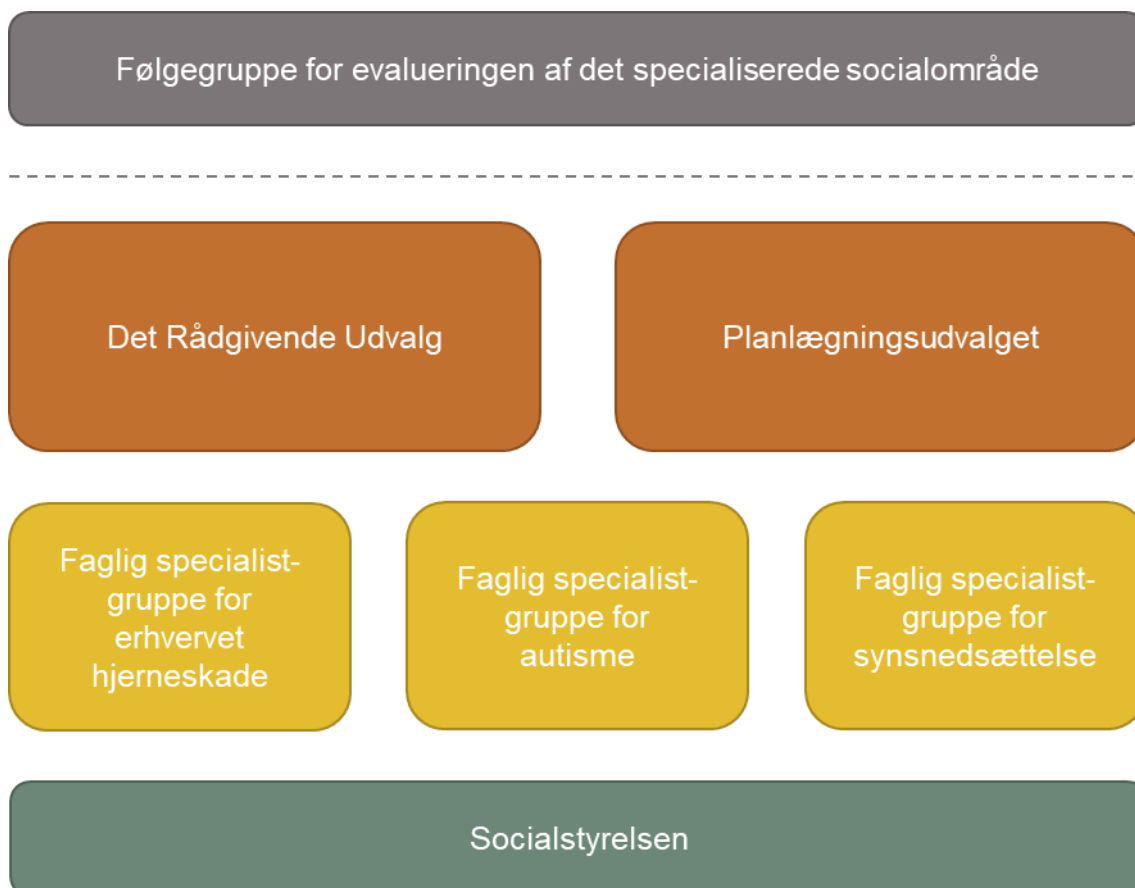 Følgegruppe for evalueringen af det specialiserede socialområde
Det Rådgivende Udvalg
Planlægningsudvalget
Faglig specialist-
gruppe for
erhvervet
hjerneskade
Faglig specialist-
gruppe for
autisme
Faglig specialist-
gruppe for
synsnedsættelse
Socialstyrelsen